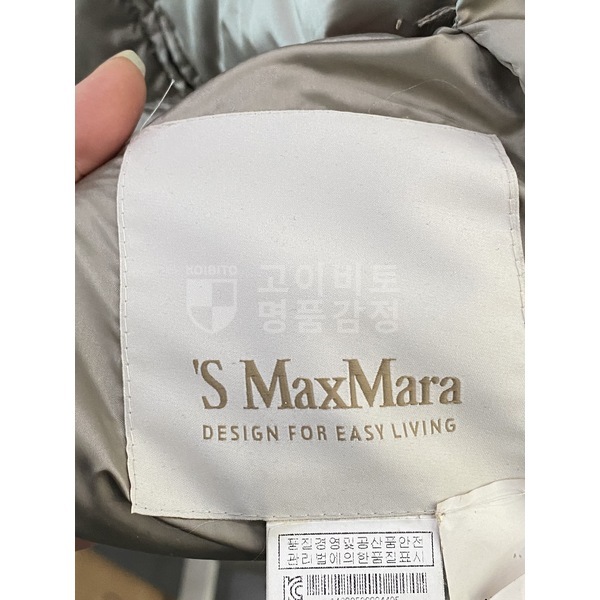 KOIBITO
고이비토
명품감정
'S MaxMara
DESIGN FOR EASY LIVING
품질경영및공산품안전
관리법에의한품질표시